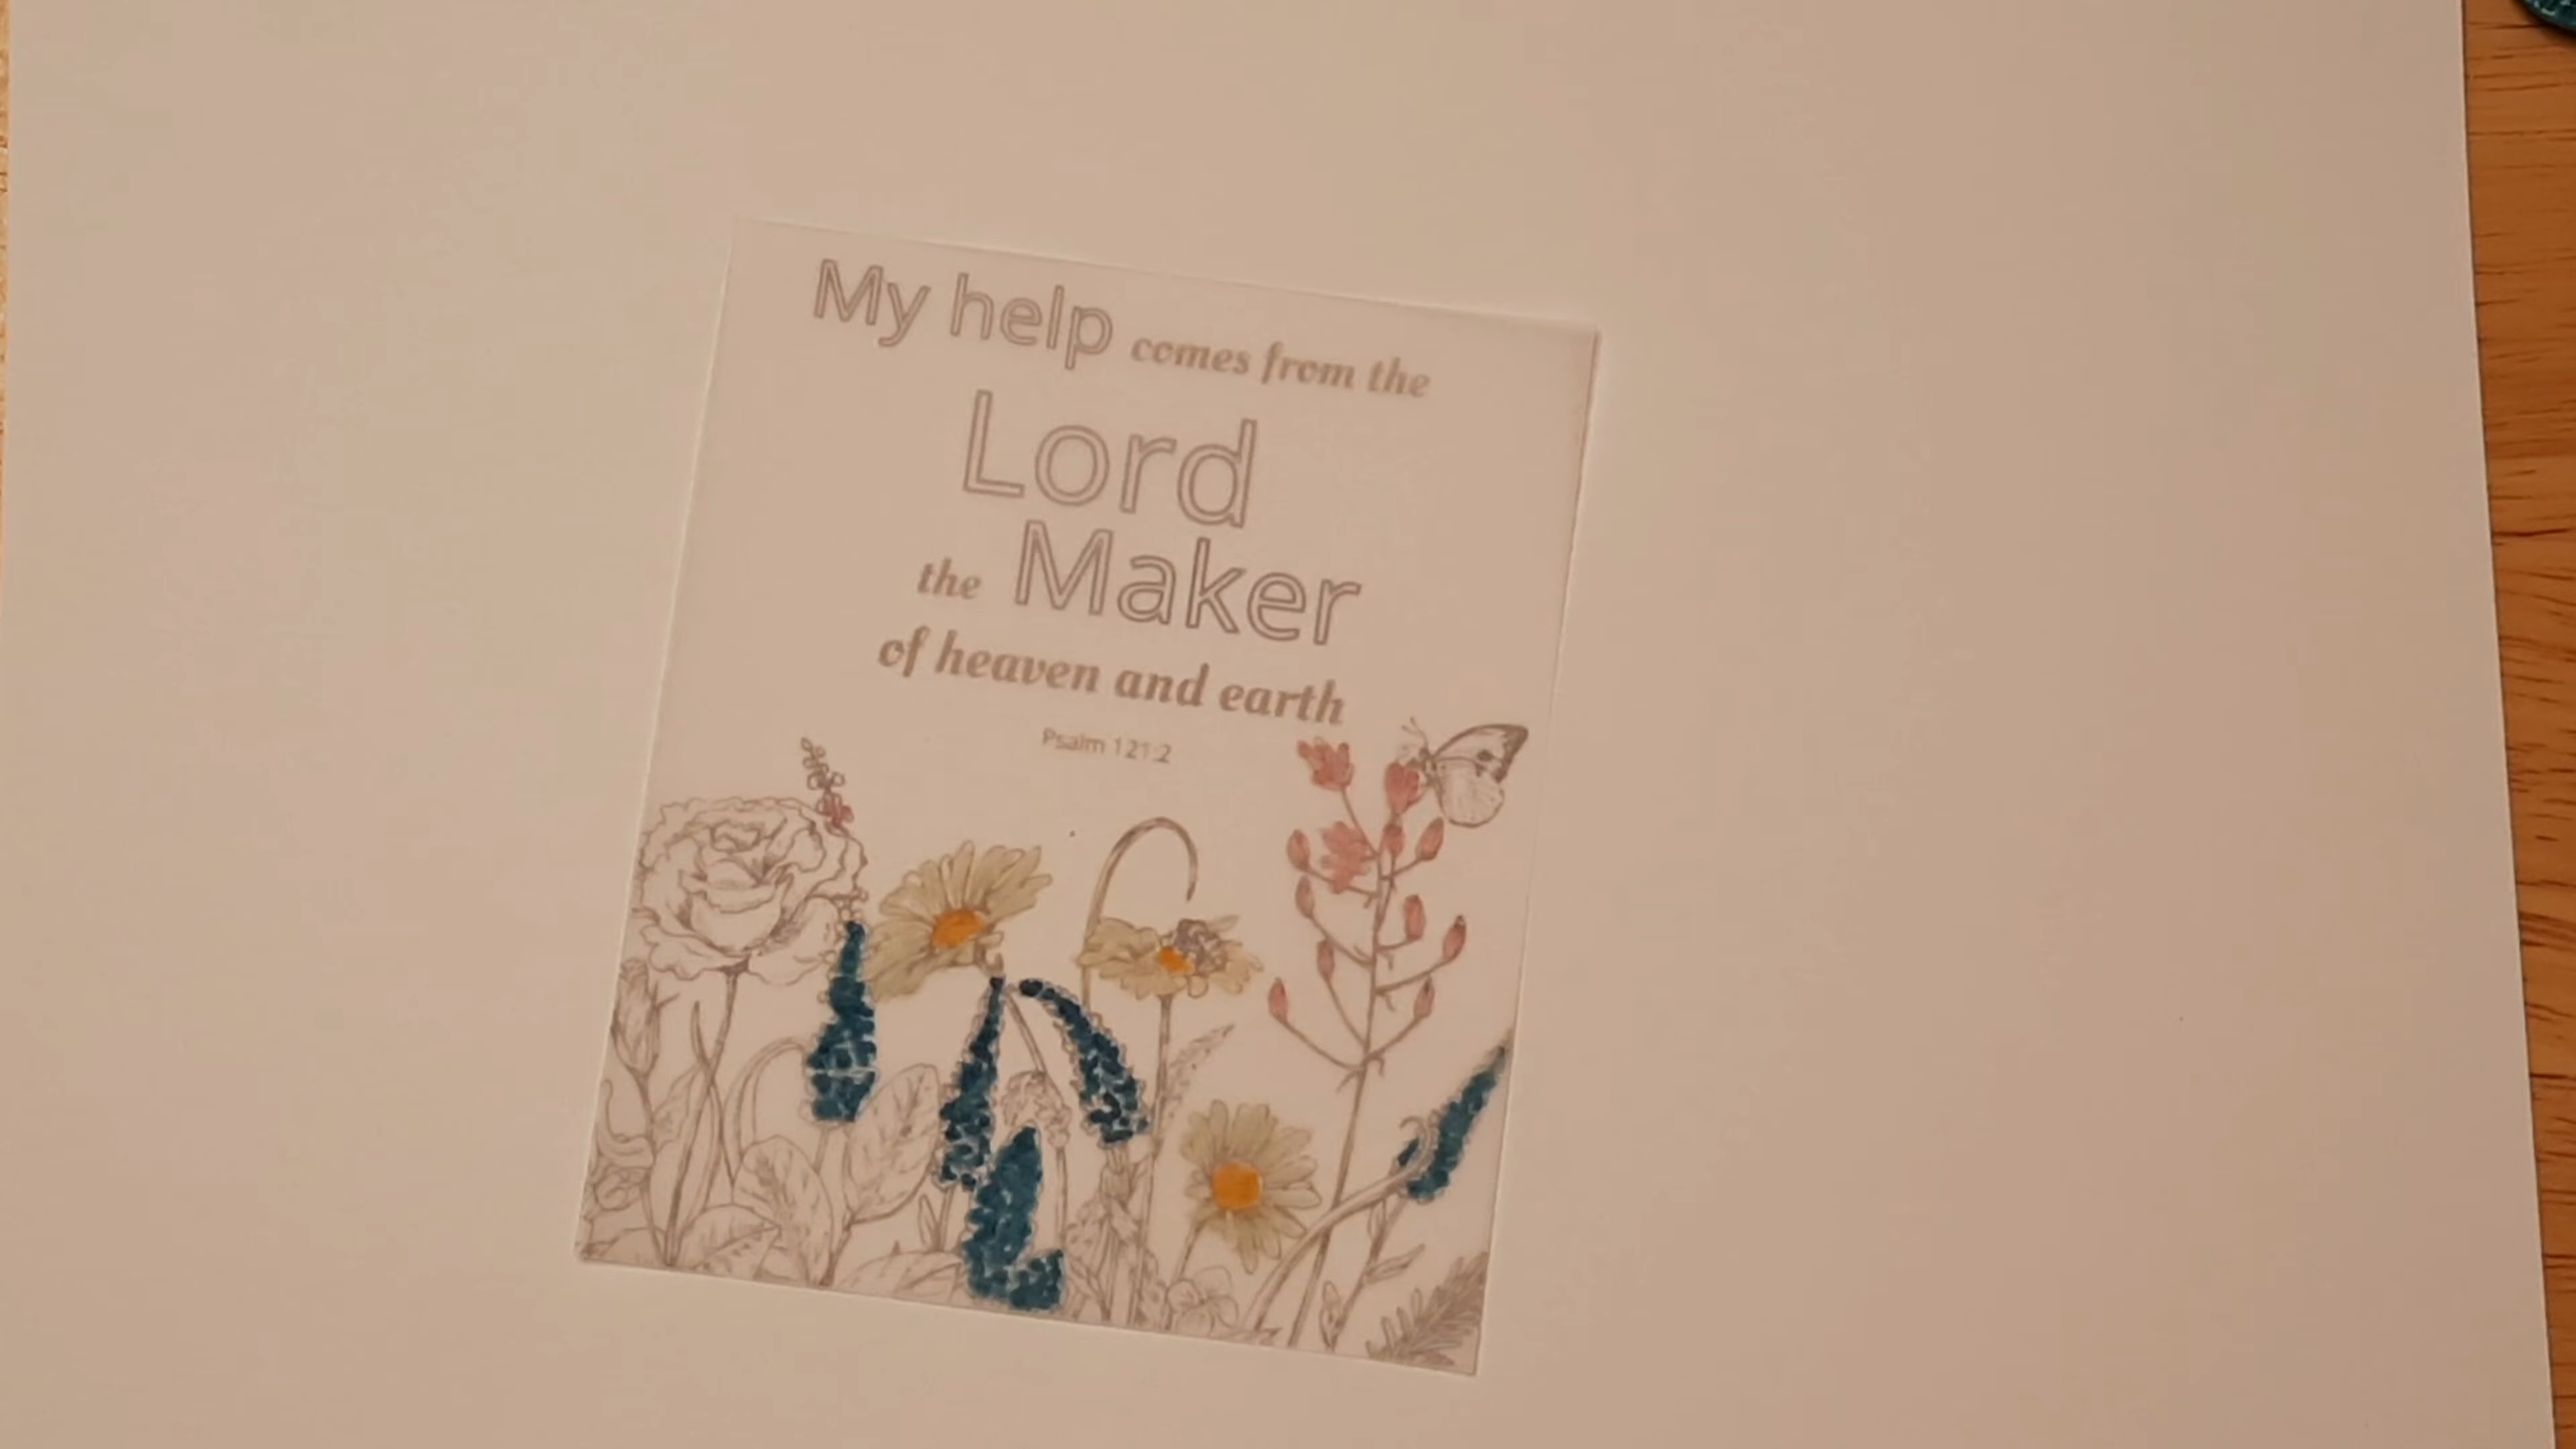 My help comes from the
Lord
the Maker
of heaven and earth
Psalm 121:2